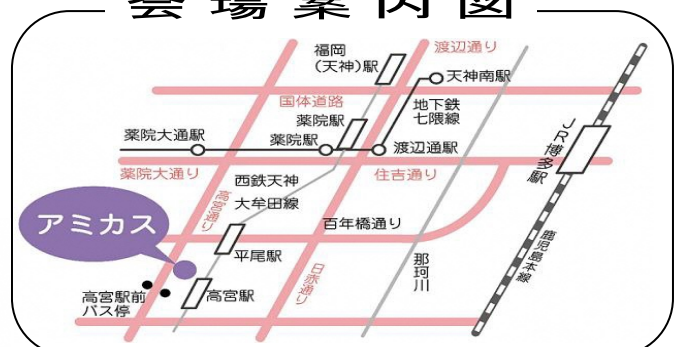 会場案内図
福岡
（天神）駅
渡辺通り
天神南駅
国体道路
地下鉄
七隈線
薬院駅
薬院大通駅
薬院駅
渡辺通駅
JR博多駅
薬院大通り
西鉄天神
大牟田線
住吉通り
高宮通り
アミカス
百年橋通り
平尾駅
那珂川
鹿児島本線
日赤通り
高宮駅前
バス停
高宮駅